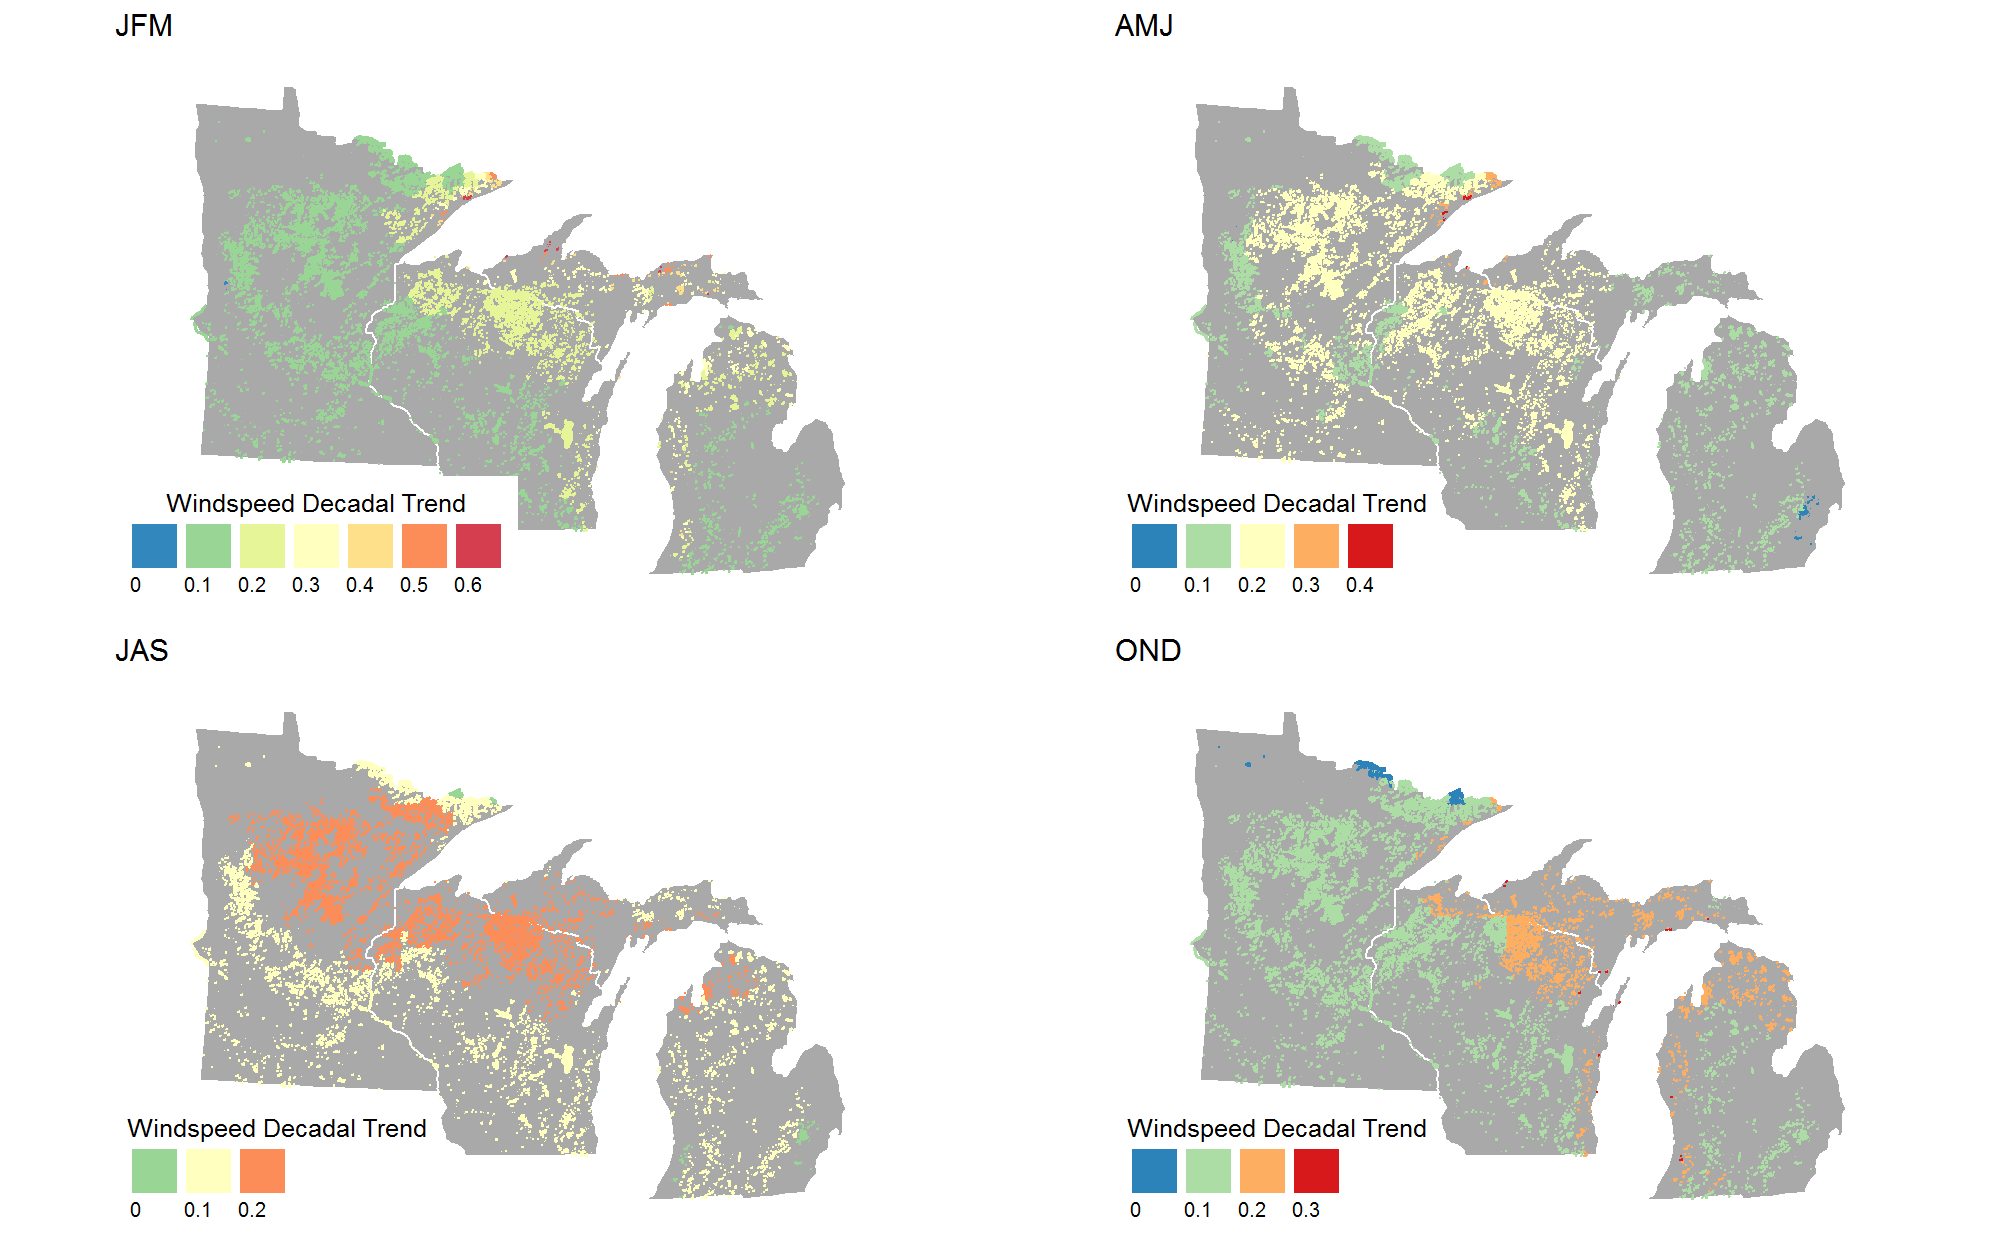 JFM
AMJ
Windspeed Decadal Trend
0 0.1 0.2 0.3 0.4 0.5 0.6
Windspeed Decadal Trend
0 0.1 0.2 0.3 0.4
JAS
OND
Windspeed Decadal Trend
0 0.1 0.2
Windspeed Decadal Trend
0 0.1 0.2 0.3